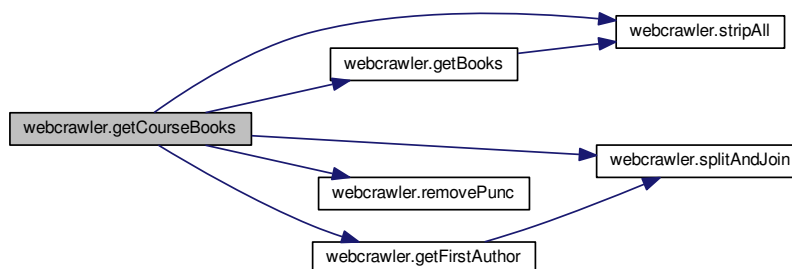 webcrawler.stripAll
webcrawler.getBooks
webcrawler.getCourseBooks
webcrawler.splitAndJoin
webcrawler.removePunc
webcrawler.getFirstAuthor